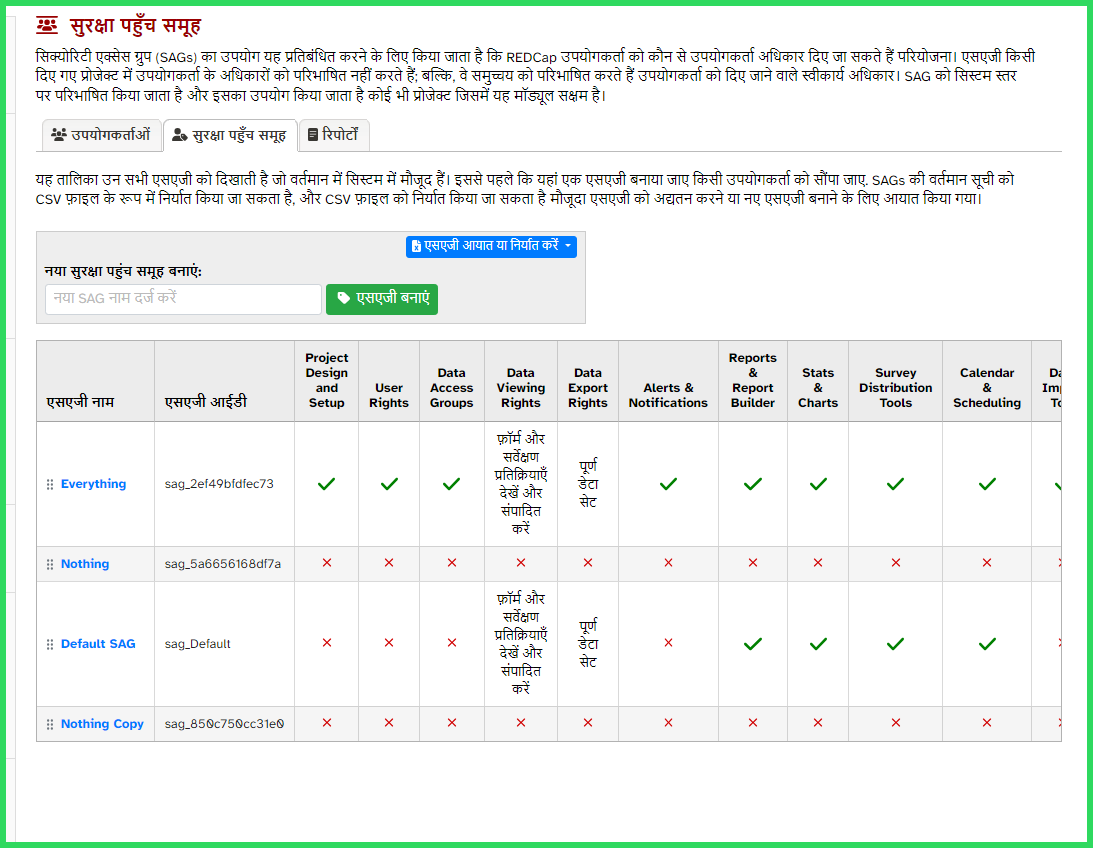 सुरक्षा पहुँच समूह
सिक्योरिटी एक्सेस ग्रुप (SAGs) का उपयोग यह प्रतिबंधित करने के लिए किया जाता है कि REDCap उपयोगकर्ता को कौन से उपयोगकर्ता अधिकार दिए जा सकते हैं परियोजना। एसएजी किसी
दिए गए प्रोजेक्ट में उपयोगकर्ता के अधिकारों को परिभाषित नहीं करते हैं; बल्कि, वे समुच्चय को परिभाषित करते हैं उपयोगकर्ता को दिए जाने वाले स्वीकार्य अधिकार। SAG को सिस्टम स्तर
पर परिभाषित किया जाता है और इसका उपयोग किया जाता है कोई भी प्रोजेक्ट जिसमें यह मॉड्यूल सक्षम है।
उपयोगकर्ताओं सुरक्षा पहुँच समूह रिपोर्टों
यह तालिका उन सभी एसएजी को दिखाती है जो वर्तमान में सिस्टम में मौजूद हैं। इससे पहले कि यहां एक एसएजी बनाया जाए किसी उपयोगकर्ता को सौंपा जाए. SAGs की वर्तमान सूची को
CSV फ़ाइल के रूप में निर्यात किया जा सकता है, और CSV फ़ाइल को निर्यात किया जा सकता है मौजूदा एसएजी को अद्यतन करने या नए एसएजी बनाने के लिए आयात किया गया।
एसएजी आयात या निर्यात करें
नया सुरक्षा पहुंच समूह बनाएं:
नया SAG नाम दर्ज करें एसएजी बनाएं
एसएजी नाम एसएजी आईडी
Project
Design
and
Setup
User
Rights
Data
Access
Groups
Data
Viewing
Rights
Data
Export
Rights
Alerts &
Notifications
Reports
&
Report
Builder
Stats
&
Charts
Survey
Distribution
Tools
Calendar
&
Scheduling
Everything sag_2ef49bfdfec73
फ़ॉर्म और
सर्वेक्षण
प्रतिक्रियाएँ
देखें और
संपादित
करें
पूर्ण
डेटा
सेट
Nothing sag_5a6656168df7a
Default SAG sag_Default
फ़ॉर्म और
सर्वेक्षण
प्रतिक्रियाएँ
देखें और
संपादित
करें
पूर्ण
डेटा
सेट
Nothing Copy sag_850c750cc31e0